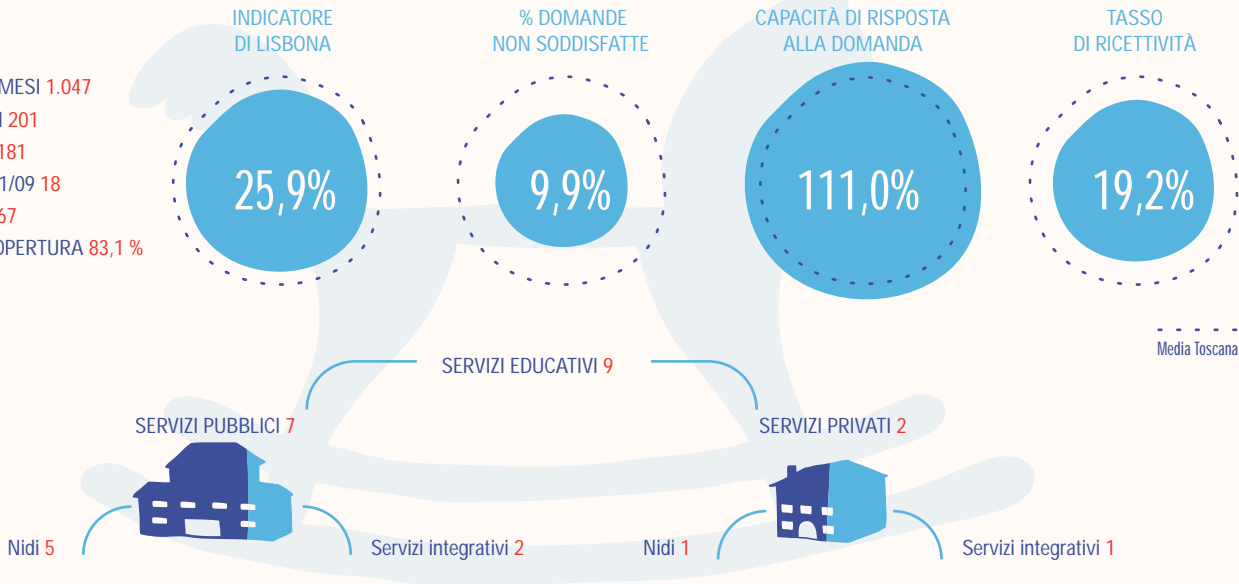 INDICATORE
DI LISBONA
% DOMANDE
NON SODDISFATTE
CAPACITÀ DI RISPOSTA
ALLA DOMANDA
TASSO
DI RICETTIVITÀ
MESI 1.047
201
181
1/09 18
67
OPERTURA 83,1 %
25,9%
9,9%
111,0%
19,2%
Media Toscana
SERVIZI EDUCATIVI 9
SERVIZI PUBBLICI 7
SERVIZI PRIVATI 2
Nidi 5
Servizi integrativi 2
Nidi 1
Servizi integrativi 1